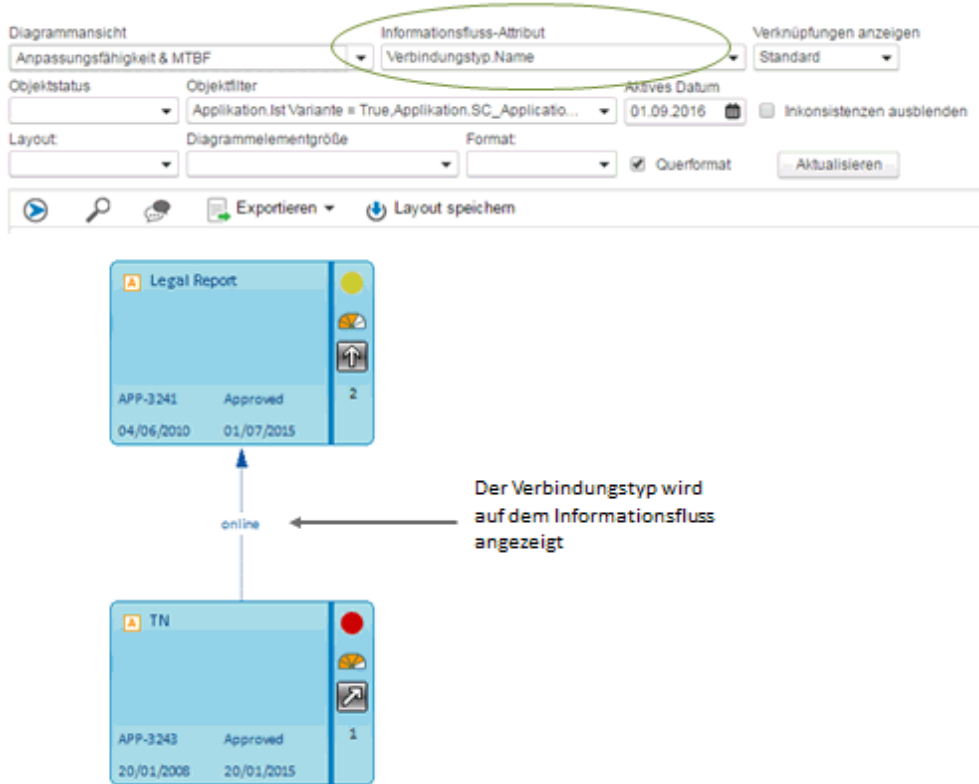 Diagrammansicht Informationsfluss-Attribut Verknüpfungen anzeigen
Anpassungsfähigkeit & MTBF Verbindungstyp.Name Standard
Objektstatus Objektfilter Aktives Datum
Applikation.Ist Variante = True,Applikation.SC_Applicatio... 01.09.2016 Inkonsistenzen ausblenden
Layout: Diagrammelementgröße Format:
Querformat Aktualisieren
Exportieren Layout speichern
A Legal Report
APP-3241 Approved 2
04/06/2010 01/07/2015
online
Der Verbindungstyp wird
auf dem Informationsfluss
angezeigt
A TN
APP-3243 Approved 1
20/01/2008 20/01/2015